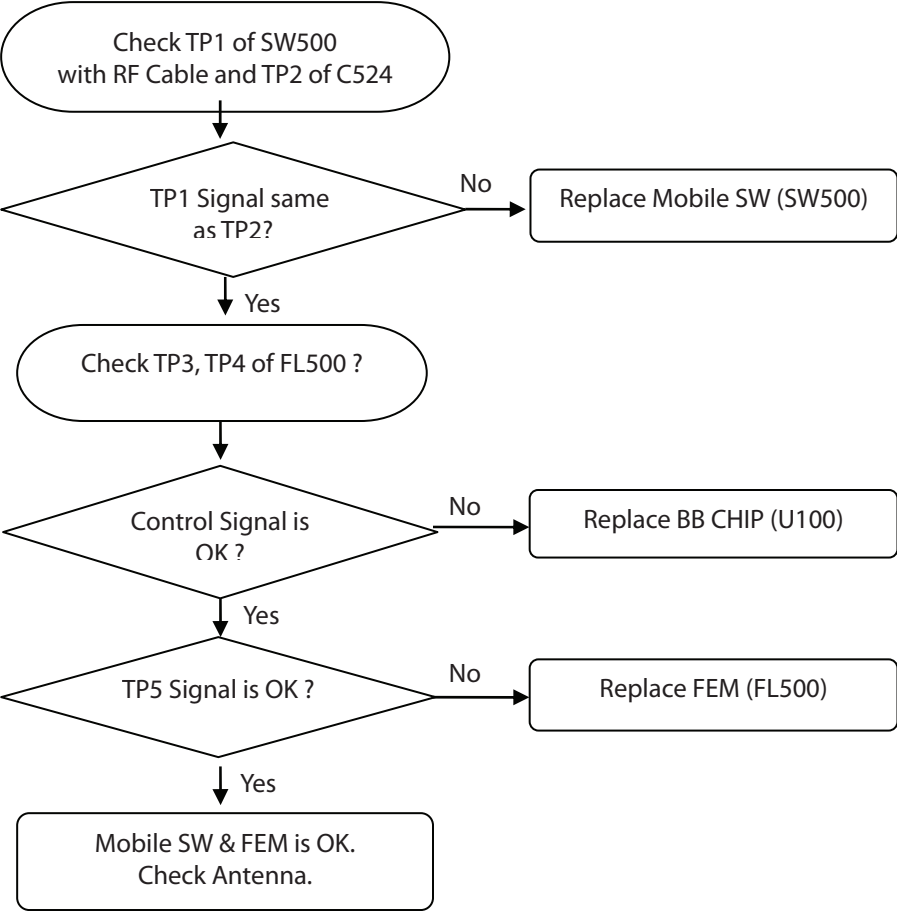 Check TP1 of SW500
with RF Cable and TP2 of C524
TP1 Signal same
as TP2?
No
Replace Mobile SW (SW500)
Yes
Check TP3, TP4 of FL500 ?
Control Signal is
OK ?
No
Replace BB CHIP (U100)
Yes
TP5 Signal is OK ?
No
Replace FEM (FL500)
Yes
Mobile SW & FEM is OK.
Check Antenna.